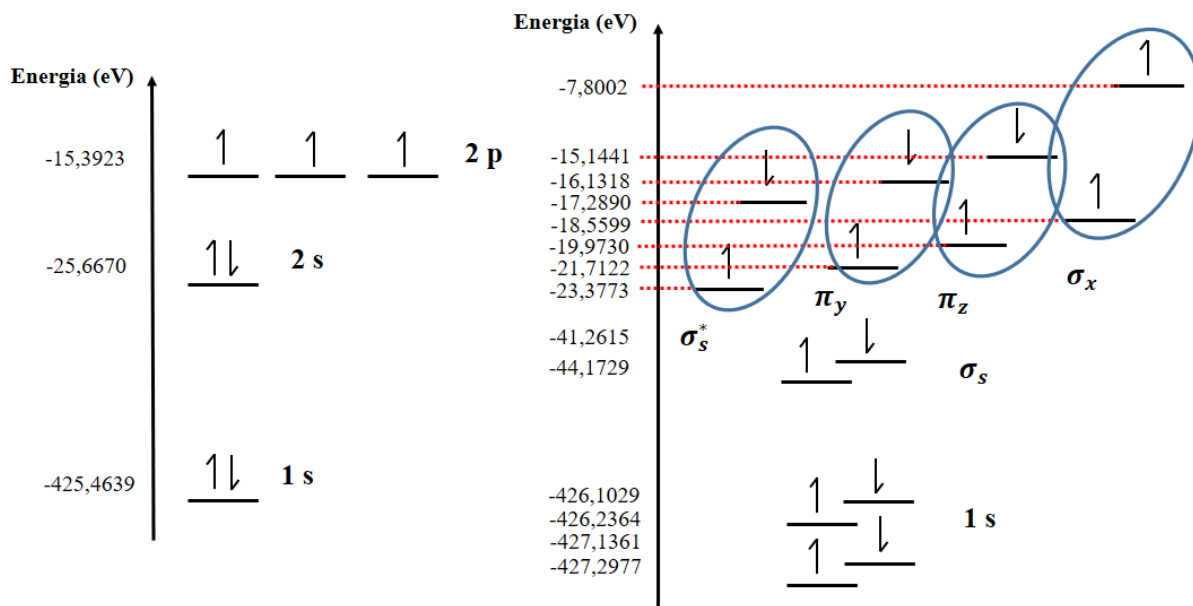 Energia (eV)
-15,3923
2 p
-25,6670
2 s
-425,4639
1 s
Energia (eV)
-7,8002
-15,1441
-16,1318
-17,2890
-18,5599
-19,9730
-21,7122
-23,3773
σₓ
π_y
π_z
σ_s^*
-41,2615
-44,1729
σ_s
-426,1029
-426,2364
1 s
-427,1361
-427,2977